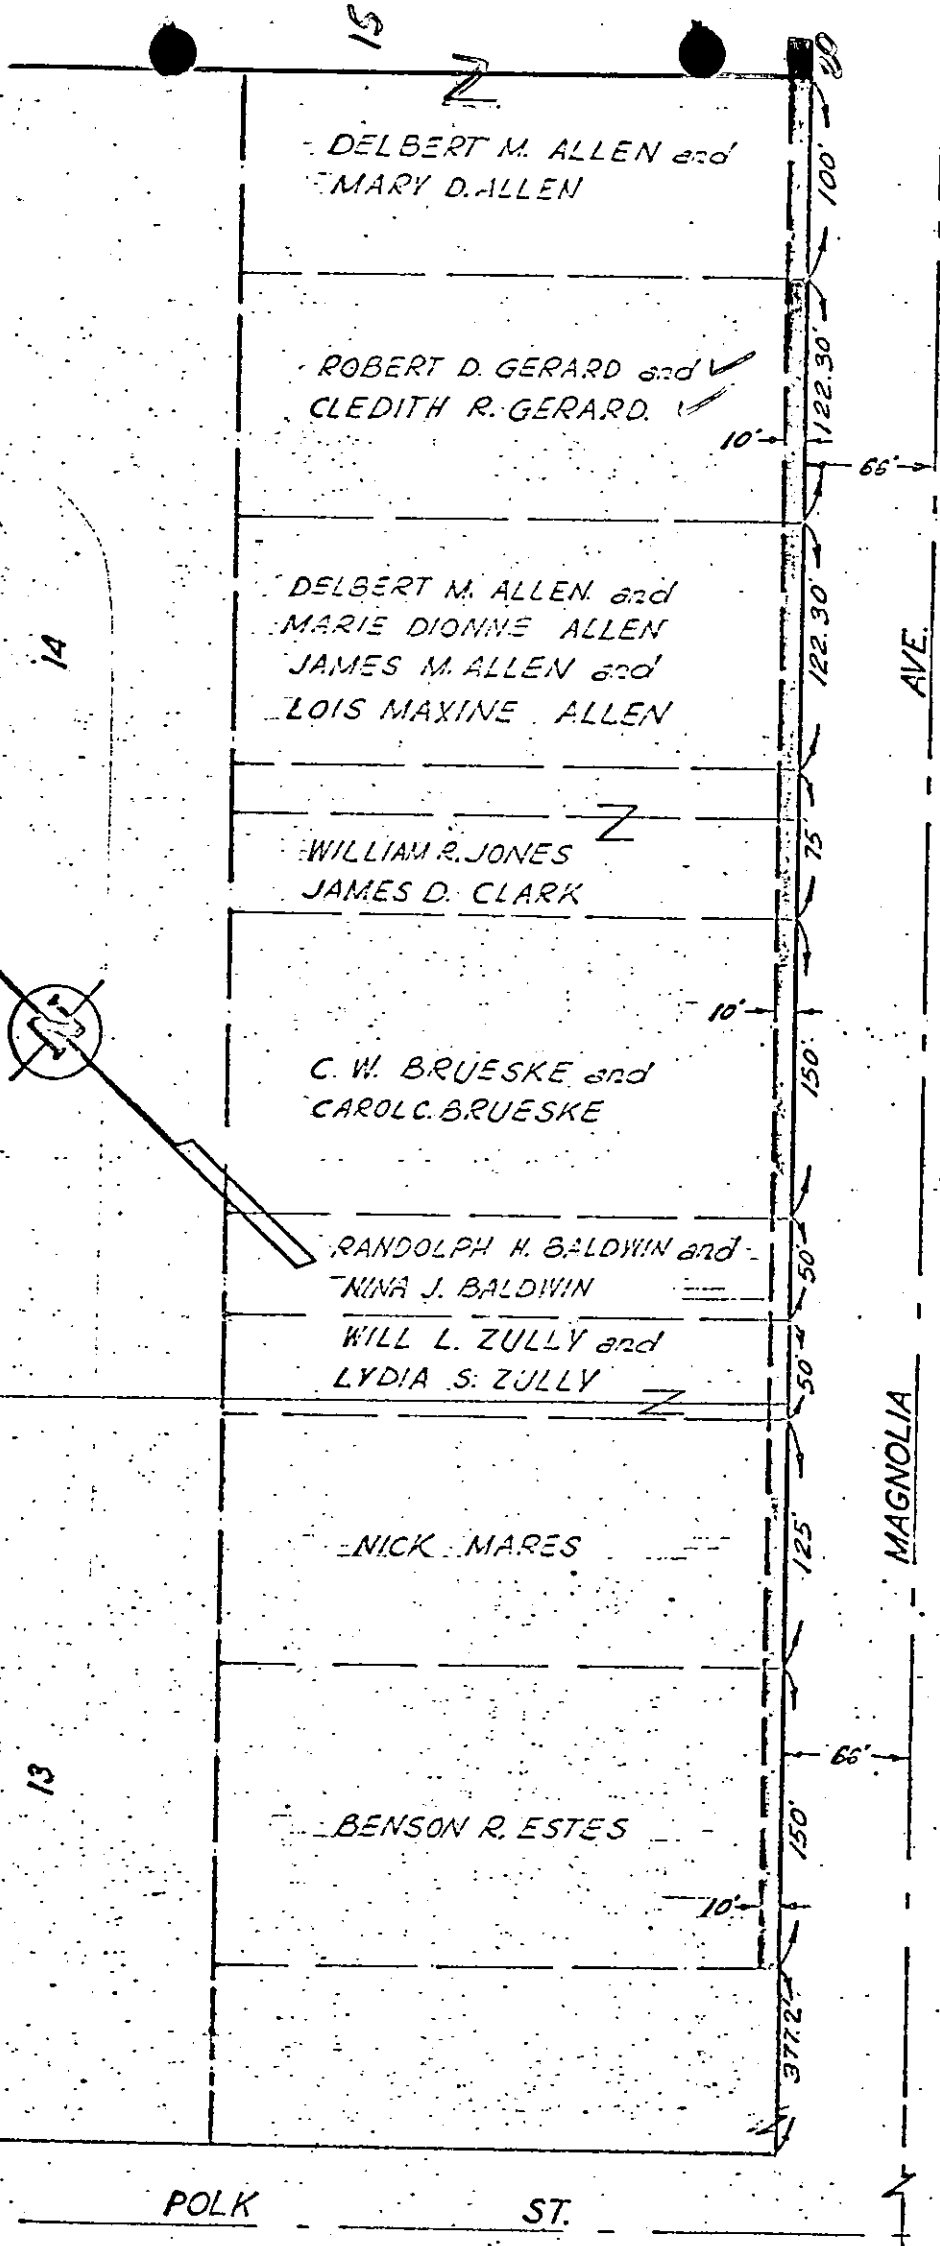 15
20
DELBERT M. ALLEN and
MARY D. ALLEN
100'
ROBERT D. GERARD and
CLEDITH R. GERARD
122.30'
10'
66'
DELBERT M. ALLEN and
MARIE DIONNE ALLEN
JAMES M. ALLEN and
LOIS MAXINE ALLEN
122.30'
14
AVE.
WILLIAM R. JONES
JAMES D. CLARK
75'
10'
C. W. BRUESKE and
CAROL C. BRUESKE
150'
RANDOLPH H. BALDWIN and
NINA J. BALDWIN
50'
WILL L. ZULLY and
LYDIA S. ZULLY
50'
MAGNOLIA
NICK MARES
125'
13
66'
BENSON R. ESTES
150'
10'
377.2'
POLK ST.